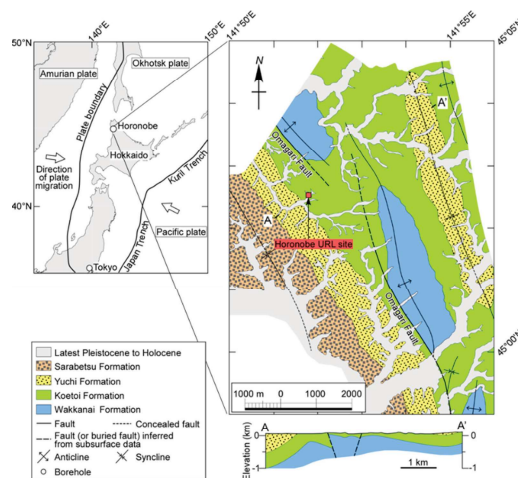 140°E
150°E
50°N
40°N
Amurian plate
Okhotsk plate
Plate boundary
Horonobe
Hokkaido
Direction
of plate
migration
Kuril Trench
Japan Trench
Pacific plate
Tokyo
141°50'
141°55'
45°05'
45°00'
N
A'
A
Omagari Fault
Horonobe URL site
Omagari Fault
1000 m
0
1000
2000
Latest Pleistocene to Holocene
Sarabetsu Formation
Yuchi Formation
Koetoi Formation
Wakkanai Formation
Fault
Concealed fault
Fault (or buried fault) inferred
from subsurface data
Anticline
Syncline
Borehole
A
A'
Elevation (km)
0
-1
0
-1
1 km